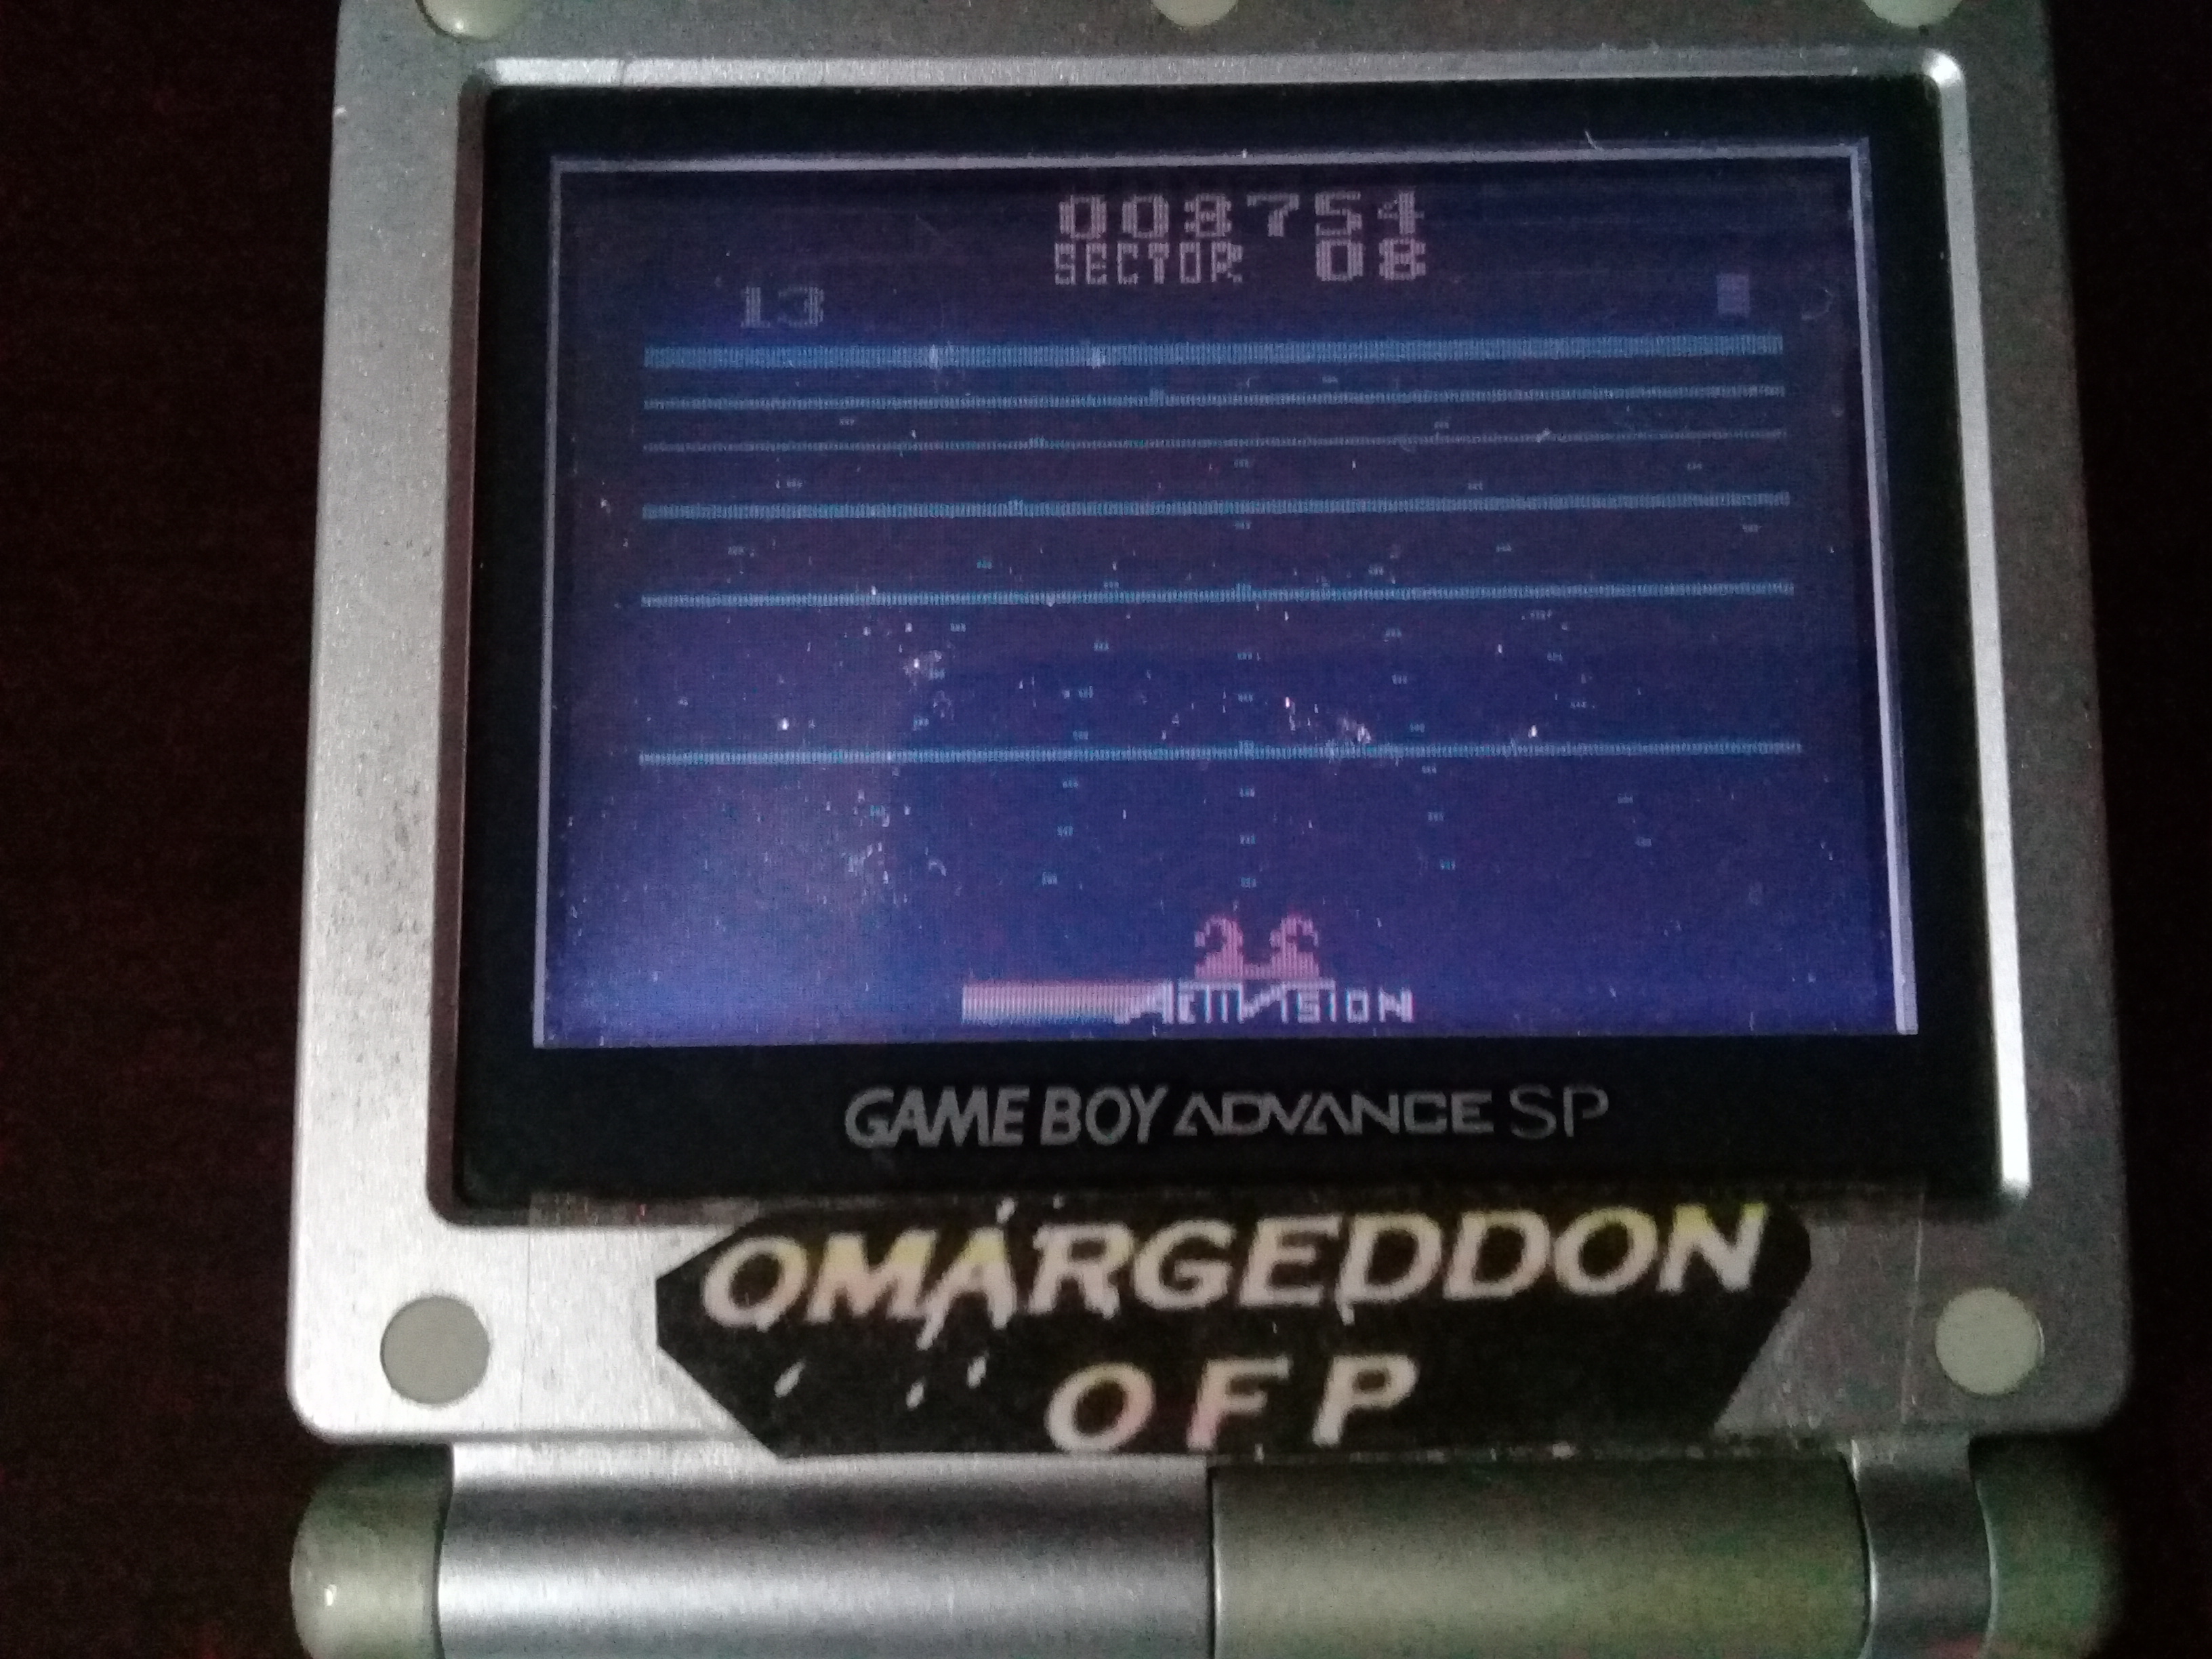 008754
SECTOR 08
13
ACTIVISION
GAME BOY ADVANCE SP
OMARGEDDON
OFP